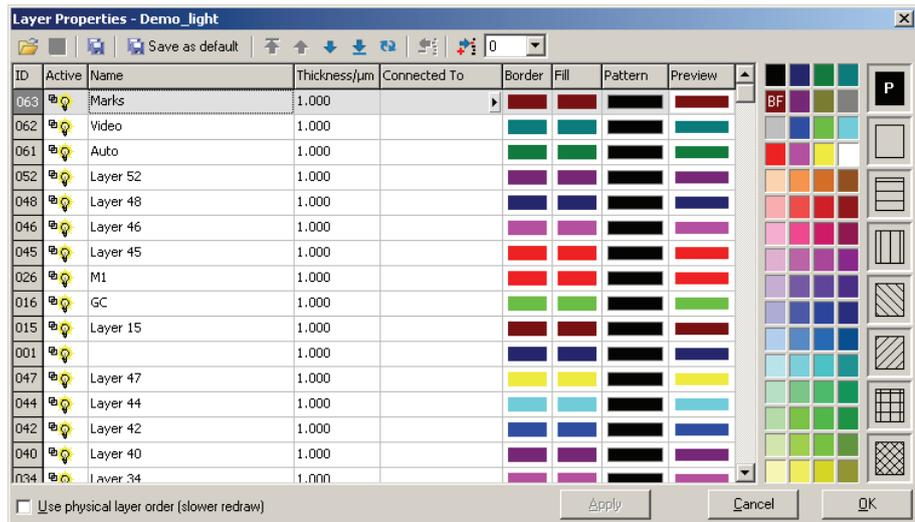 Layer Properties - Demo_light
Save as default
0
ID Active Name Thickness/µm Connected To Border Fill Pattern Preview
063 Marks 1.000
062 Video 1.000
061 Auto 1.000
052 Layer 52 1.000
048 Layer 48 1.000
046 Layer 46 1.000
045 Layer 45 1.000
026 M1 1.000
016 GC 1.000
015 Layer 15 1.000
001 1.000
047 Layer 47 1.000
044 Layer 44 1.000
042 Layer 42 1.000
040 Layer 40 1.000
034 Layer 34 1.000
BF
P
Use physical layer order (slower redraw)
Apply Cancel OK